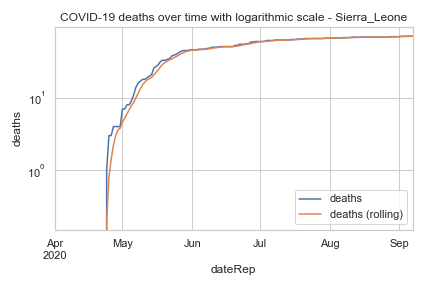 COVID-19 deaths over time with logarithmic scale - Sierra_Leone
deaths
10^1
10^0
deaths
deaths (rolling)
Apr May Jun Jul Aug Sep
2020
dateRep